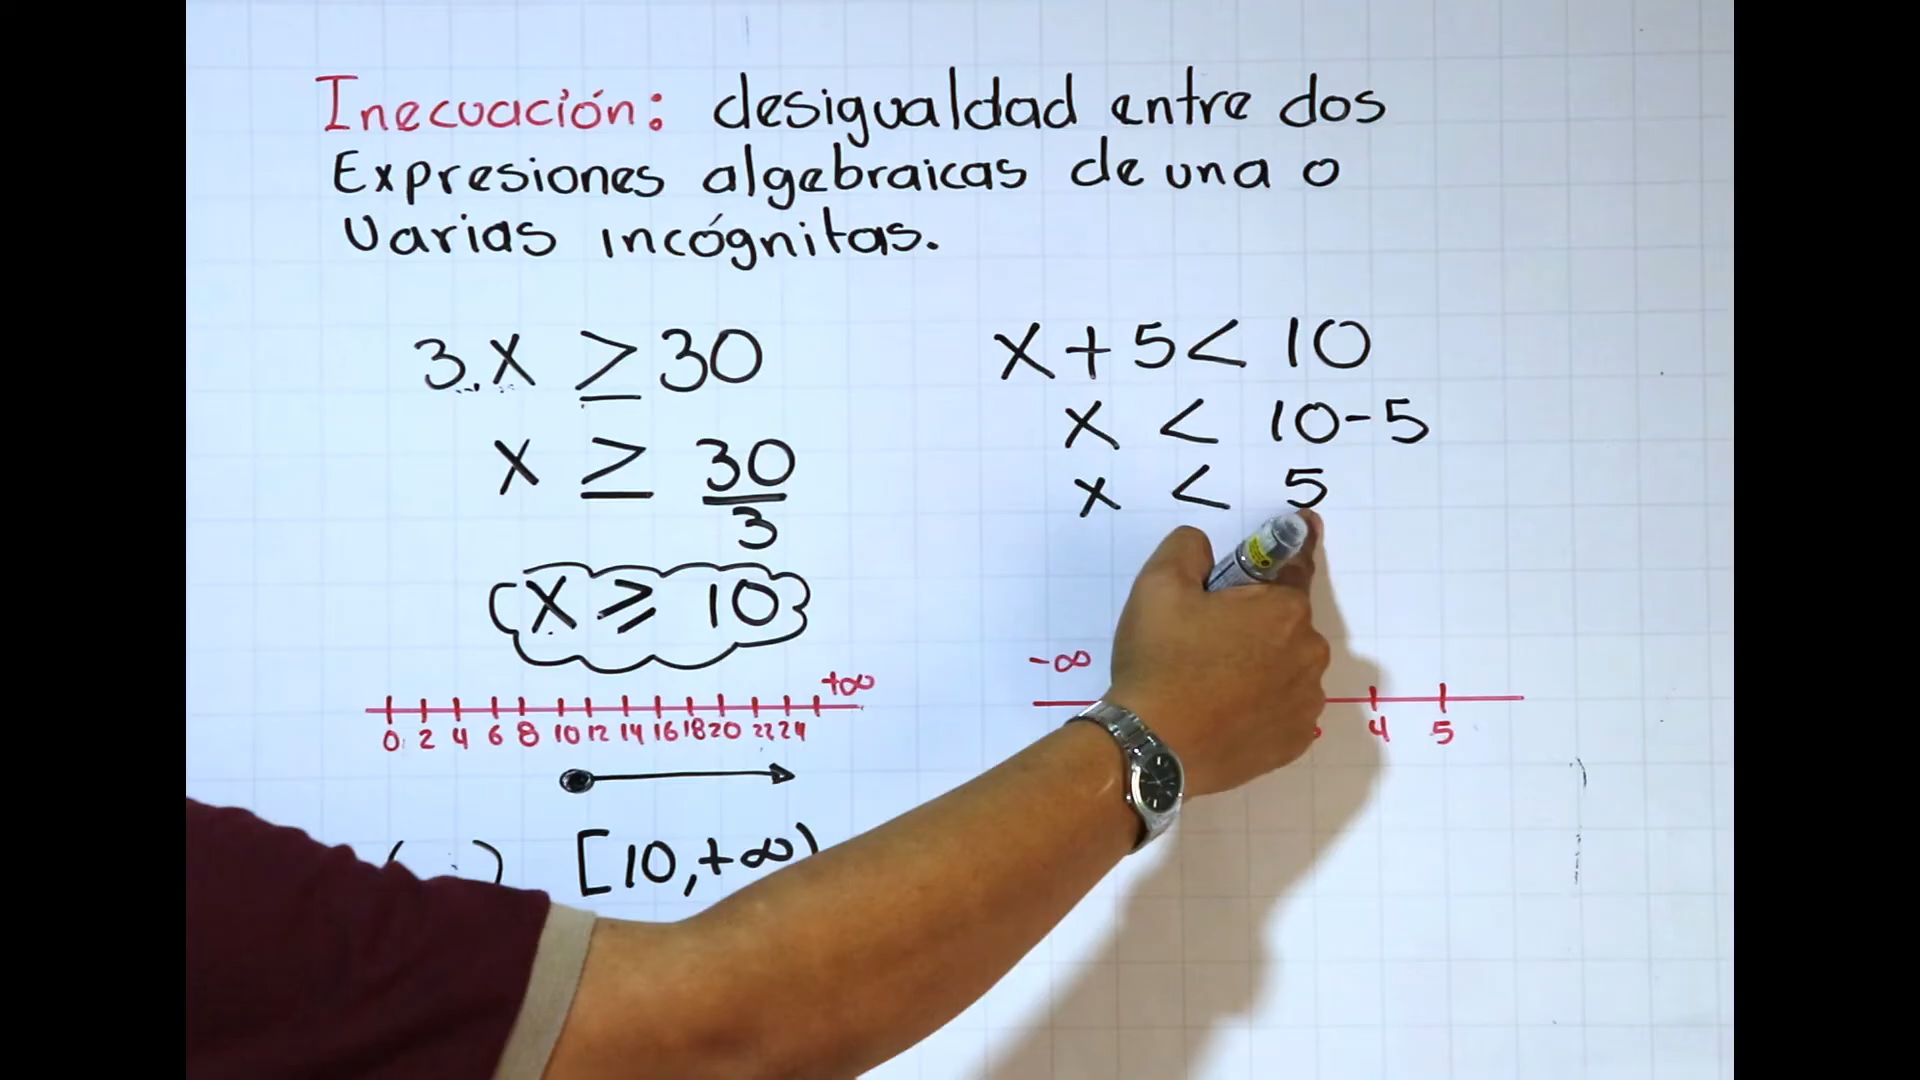 Inecuación: desigualdad entre dos
Expresiones algebraicas de una o
Varias incógnitas.
3.x ≥ 30
x ≥ 30/3
x ≥ 10
+∞
0 2 4 6 8 10 12 14 16 18 20 22 24
[10,+∞)
x + 5 < 10
x < 10-5
x < 5
-∞
4 5